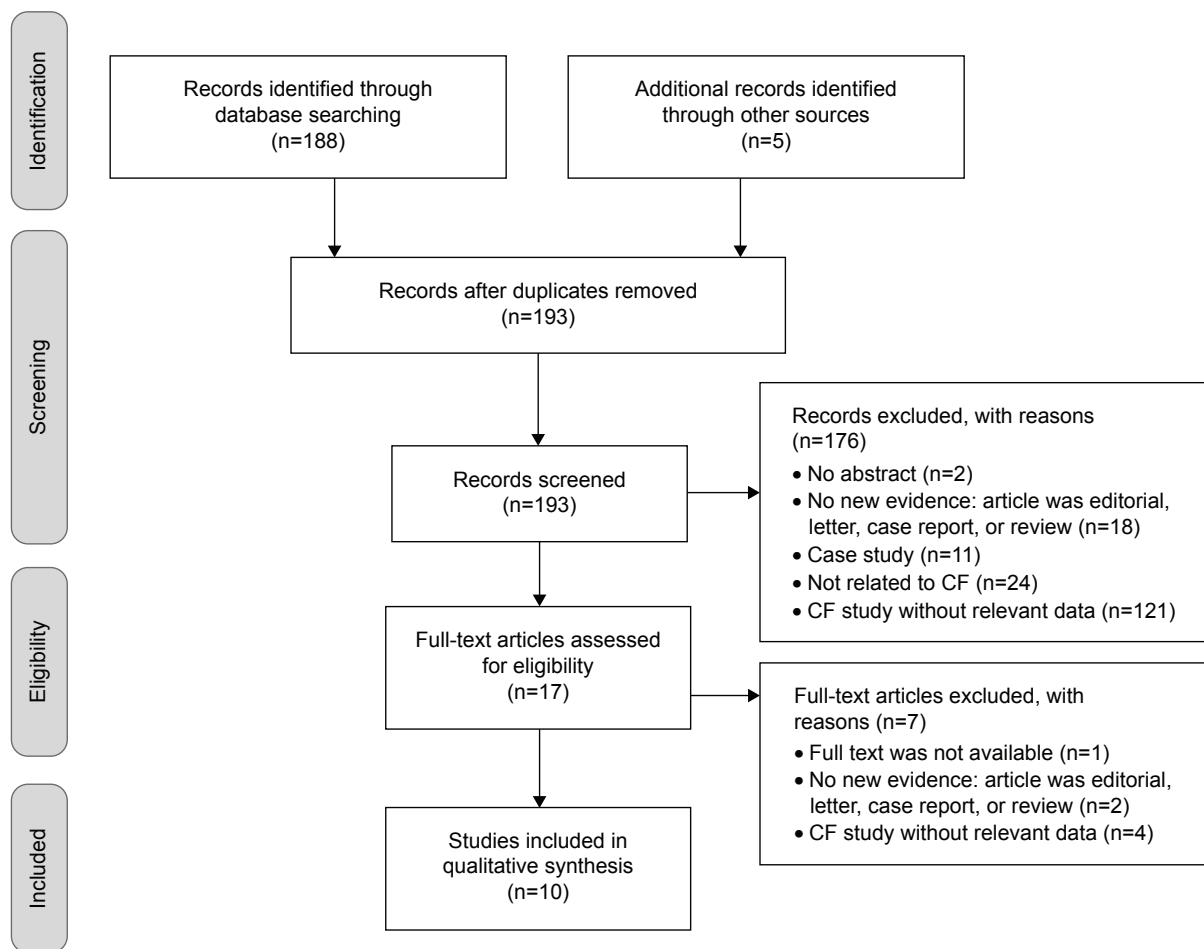 Identification
Records identified through
database searching
(n=188)
Additional records identified
through other sources
(n=5)
Screening
Records after duplicates removed
(n=193)
Records screened
(n=193)
Records excluded, with reasons
(n=176)
• No abstract (n=2)
• No new evidence: article was editorial,
letter, case report, or review (n=18)
• Case study (n=11)
• Not related to CF (n=24)
• CF study without relevant data (n=121)
Eligibility
Full-text articles assessed
for eligibility
(n=17)
Full-text articles excluded, with
reasons (n=7)
• Full text was not available (n=1)
• No new evidence: article was editorial,
letter, case report, or review (n=2)
• CF study without relevant data (n=4)
Included
Studies included in
qualitative synthesis
(n=10)